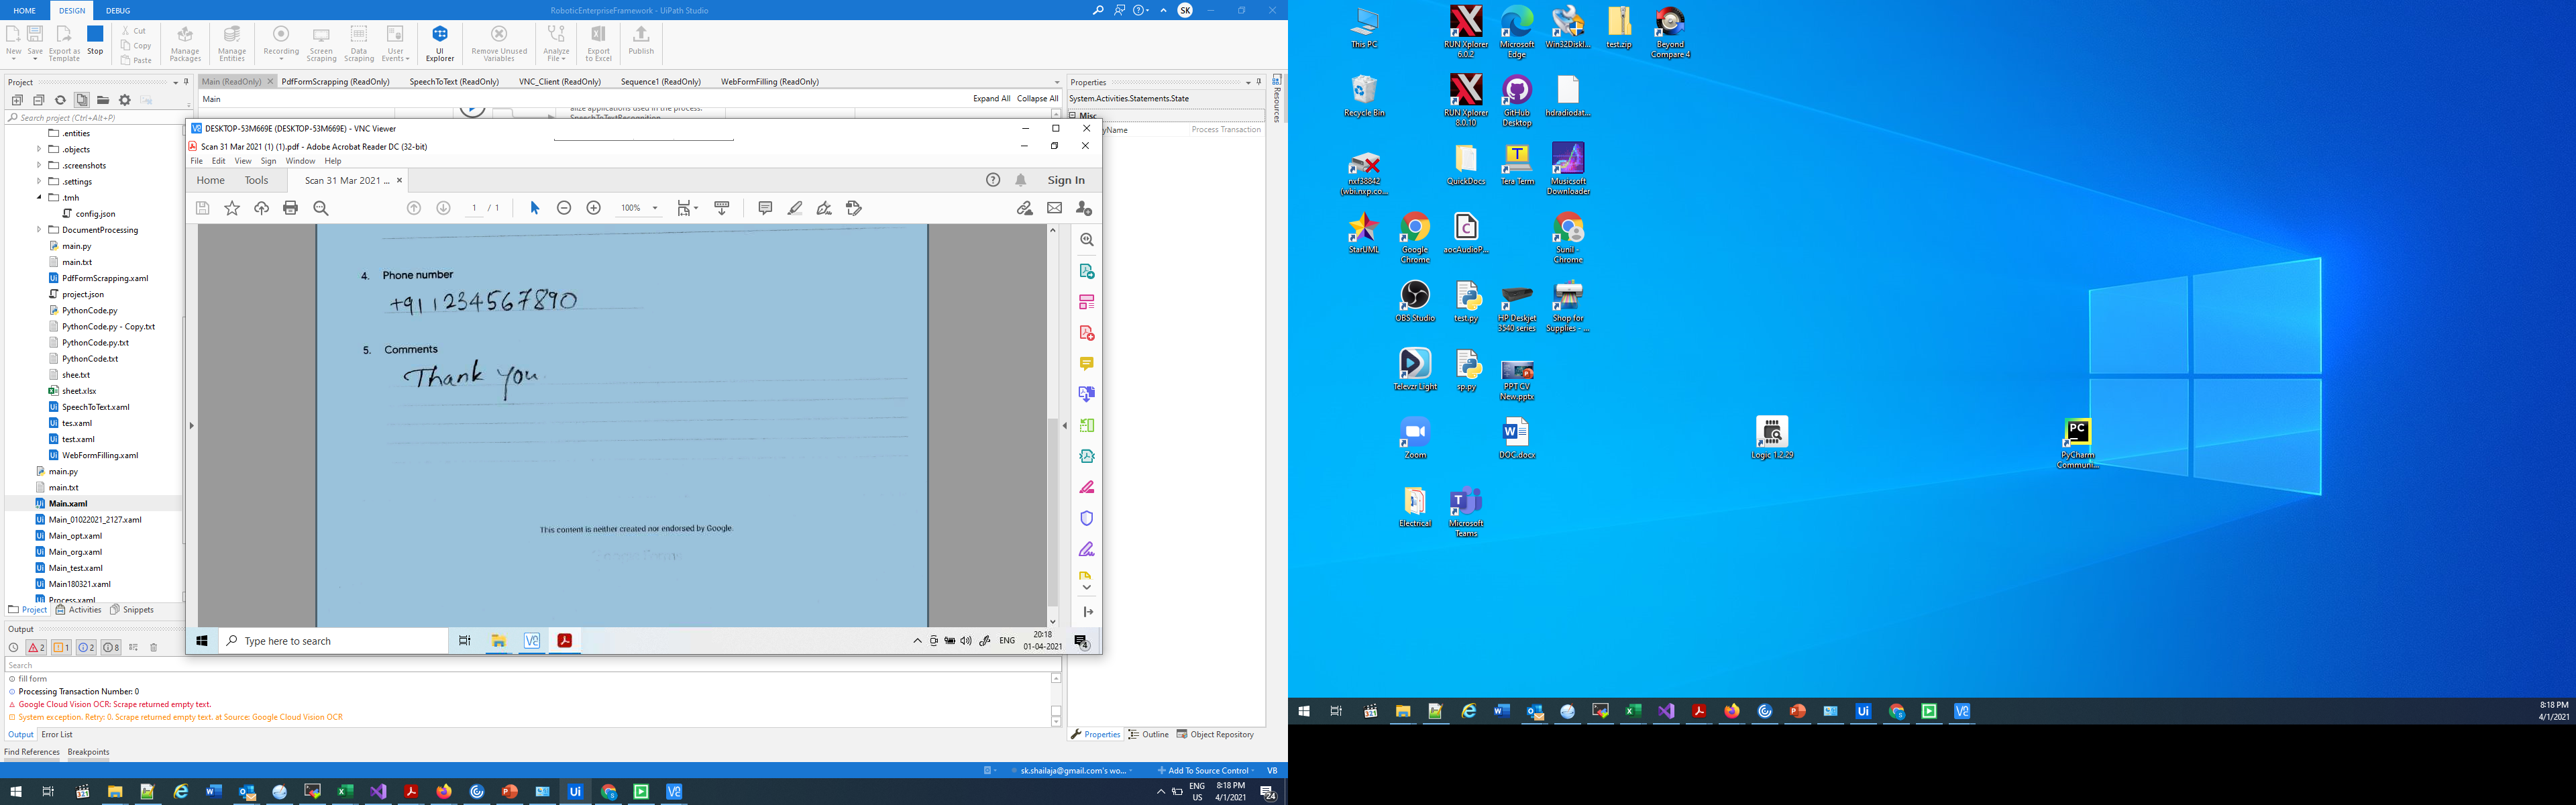 HOME DESIGN DEBUG
RoboticEnterpriseFramework - UiPath Studio
SK
New Save Export as Template Stop
Cut
Copy
Paste
Manage Packages
Manage Entities
Recording
Screen Scraping
Data Scraping
User Events
UI Explorer
Remove Unused Variables
Analyze File
Export to Excel
Publish
Project
Main (ReadOnly) PdfFormScrapping (ReadOnly) SpeechToText (ReadOnly) VNC_Client (ReadOnly) Sequence1 (ReadOnly) WebFormFilling (ReadOnly)
Properties
Resources
Main
Expand All Collapse All
System.Activities.Statements.State
Misc
Process Transaction
Search project (Ctrl+Alt+P)
.entities
.objects
.screenshots
.settings
.tmh
config.json
DocumentProcessing
main.py
main.txt
PdfFormScrapping.xaml
project.json
PythonCode.py
PythonCode.py - Copy.txt
PythonCode.py.txt
PythonCode.txt
shee.txt
sheet.xlsx
SpeechToText.xaml
tes.xaml
test.xaml
WebFormFilling.xaml
main.py
main.txt
Main.xaml
Main_01022021_2127.xaml
Main_opt.xaml
Main_org.xaml
Main_test.xaml
Main180321.xaml
Process.xaml
Project Activities Snippets
DESKTOP-53M669E (DESKTOP-53M669E) - VNC Viewer
Scan 31 Mar 2021 (1) (1).pdf - Adobe Acrobat Reader DC (32-bit)
File Edit View Sign Window Help
Home Tools Scan 31 Mar 2021 ... Sign In
1 / 1 100%
4. Phone number
+911234567890
5. Comments
Thank you.
This content is neither created nor endorsed by Google.
Type here to search
ENG
20:18
01-04-2021
4
Output
2 1 2 8
Search
fill form
Processing Transaction Number: 0
Google Cloud Vision OCR: Scrape returned empty text.
System exception. Retry: 0. Scrape returned empty text. at Source: Google Cloud Vision OCR
Output Error List
Properties Outline Object Repository
Find References Breakpoints
sk.shailaja@gmail.com's wo... Add To Source Control VB
ENG
US
8:18 PM
4/1/2021
24
This PC
RUN Xplorer 6.0.2
Microsoft Edge
Win32DiskI...
test.zip
Beyond Compare 4
Recycle Bin
RUN Xplorer 8.0.10
GitHub Desktop
hdradiodat...
nxf38842 (wbi.nxp.co...
QuickDocs
Tera Term
Musicsoft Downloader
StarUML
Google Chrome
aocAudioP...
Sunil - Chrome
OBS Studio
test.py
HP Deskjet 3540 series
Shop for Supplies - ...
Televzr Light
sp.py
PPT CV New.pptx
Zoom
DOC.docx
Logic 1.2.29
PyCharm Communi...
Electrical
Microsoft Teams
8:18 PM
4/1/2021